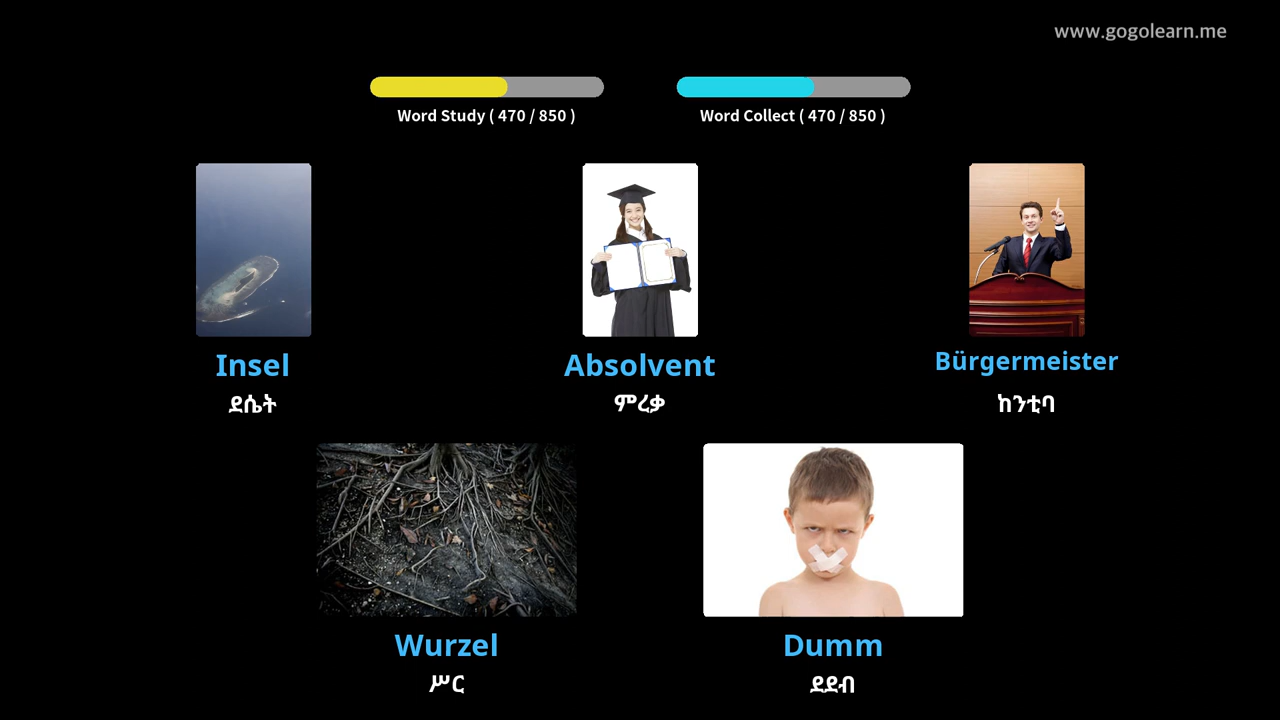 www.gogolearn.me
Word Study ( 470 / 850 )
Word Collect ( 470 / 850 )
Insel
ደሴት
Absolvent
ምረቃ
Bürgermeister
ከንቲባ
Wurzel
ሥር
Dumm
ደደብ